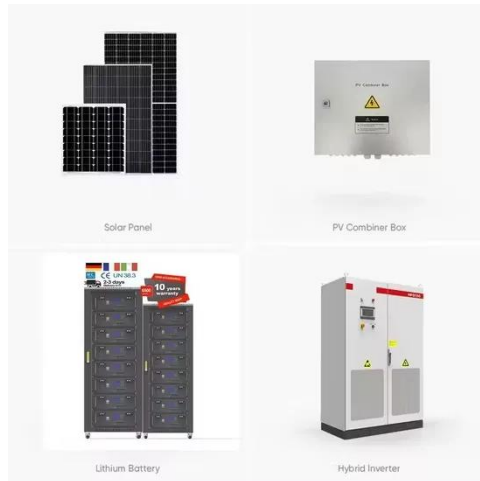 PV Combiner Box
Solar Panel
PV Combiner Box
CE UN38.3
2-3 days
10 years
warranty
Lithium Battery
Hybrid Inverter